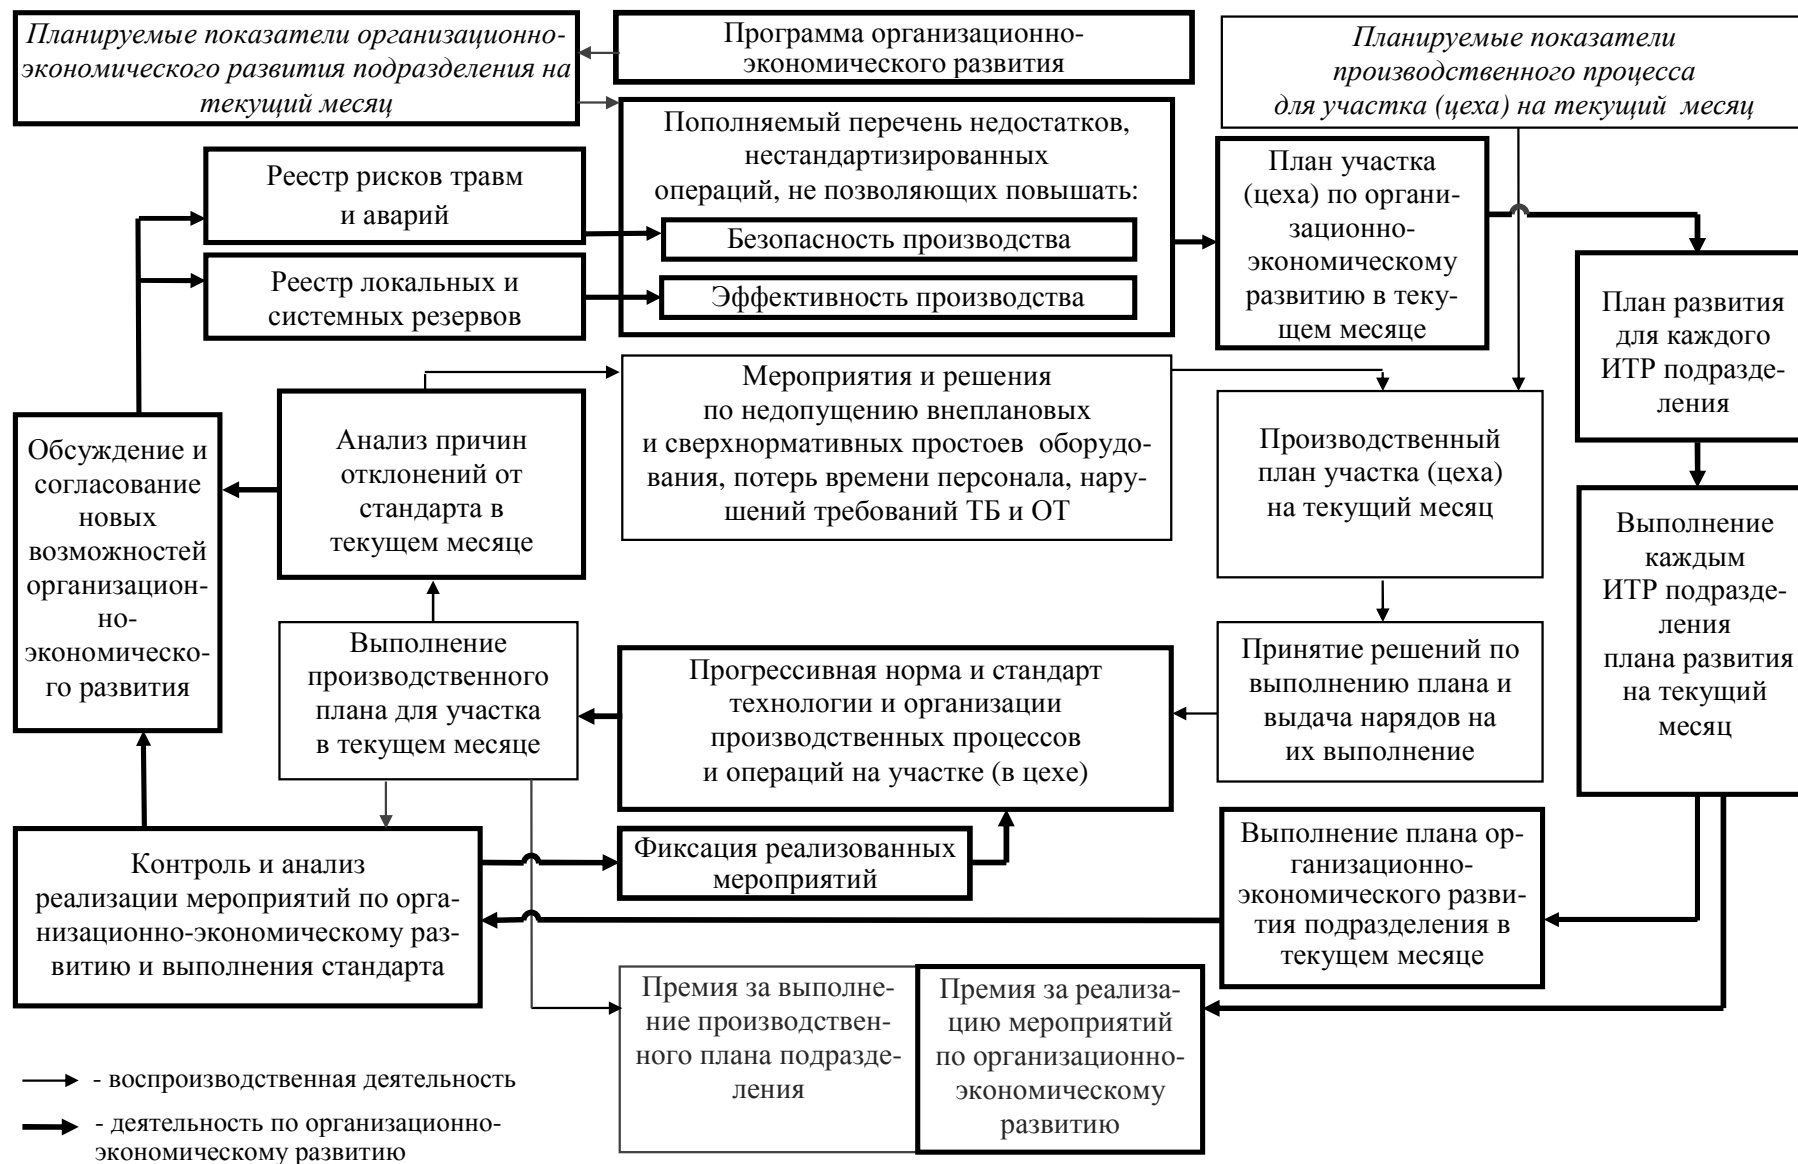 Планируемые показатели организационно-
экономического развития подразделения на
текущий месяц
Программа организационно-
экономического развития
Планируемые показатели
производственного процесса
для участка (цеха) на текущий месяц
Пополняемый перечень недостатков,
нестандартизированных
операций, не позволяющих повышать:
Безопасность производства
Эффективность производства
Реестр рисков травм
и аварий
Реестр локальных и
системных резервов
План участка
(цеха) по органи-
зационно-
экономическому
развитию в теку-
щем месяце
План развития
для каждого
ИТР подразде-
ления
Мероприятия и решения
по недопущению внеплановых
и сверхнормативных простоев оборудо-
вания, потерь времени персонала, нару-
шений требований ТБ и ОТ
Анализ причин
отклонений от
стандарта в
текущем месяце
Обсуждение и
согласование
новых
возможностей
организацион-
но-
экономическо-
го развития
Производственный
план участка (цеха)
на текущий месяц
Выполнение
каждым
ИТР подразде-
ления
плана развития
на текущий
месяц
Выполнение
производственного
плана для участка
в текущем месяце
Прогрессивная норма и стандарт
технологии и организации
производственных процессов
и операций на участке (в цехе)
Принятие решений по
выполнению плана и
выдача нарядов на
их выполнение
Контроль и анализ
реализации мероприятий по орга-
низационно-экономическому раз-
витию и выполнения стандарта
Фиксация реализованных
мероприятий
Выполнение плана ор-
ганизационно-
экономического разви-
тия подразделения в
текущем месяце
Премия за выполне-
ние производствен-
ного плана подразде-
ления
Премия за реализа-
цию мероприятий
по организационно-
экономическому
развитию
- воспроизводственная деятельность
- деятельность по организационно-
экономическому развитию